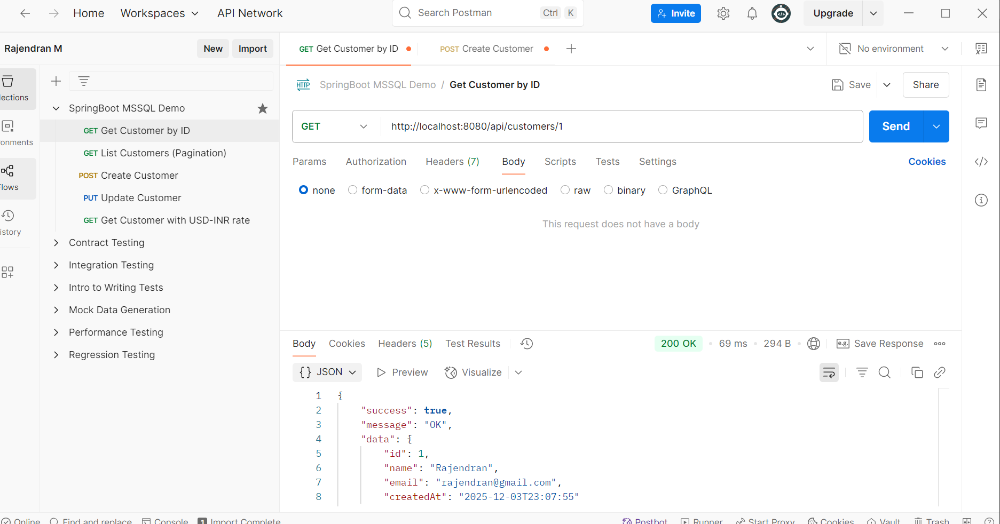 Home Workspaces API Network Search Postman Ctrl K Invite Upgrade
Rajendran M New Import
GET Get Customer by ID POST Create Customer No environment
lections
onments
lows
istory
SpringBoot MSSQL Demo
GET Get Customer by ID
GET List Customers (Pagination)
POST Create Customer
PUT Update Customer
GET Get Customer with USD-INR rate
Contract Testing
Integration Testing
Intro to Writing Tests
Mock Data Generation
Performance Testing
Regression Testing
HTTP SpringBoot MSSQL Demo / Get Customer by ID Save Share
GET http://localhost:8080/api/customers/1 Send
Params Authorization Headers (7) Body Scripts Tests Settings Cookies
none form-data x-www-form-urlencoded raw binary GraphQL
This request does not have a body
Body Cookies Headers (5) Test Results 200 OK 69 ms 294 B e.g. Save Response
{} JSON Preview Visualize
1 {
2 "success": true,
3 "message": "OK",
4 "data": {
5 "id": 1,
6 "name": "Rajendran",
7 "email": "rajendran@gmail.com",
8 "createdAt": "2025-12-03T23:07:55"
Online Find and replace Console 1 Import Complete Postbot Runner Start Proxy Cookies Vault Trash